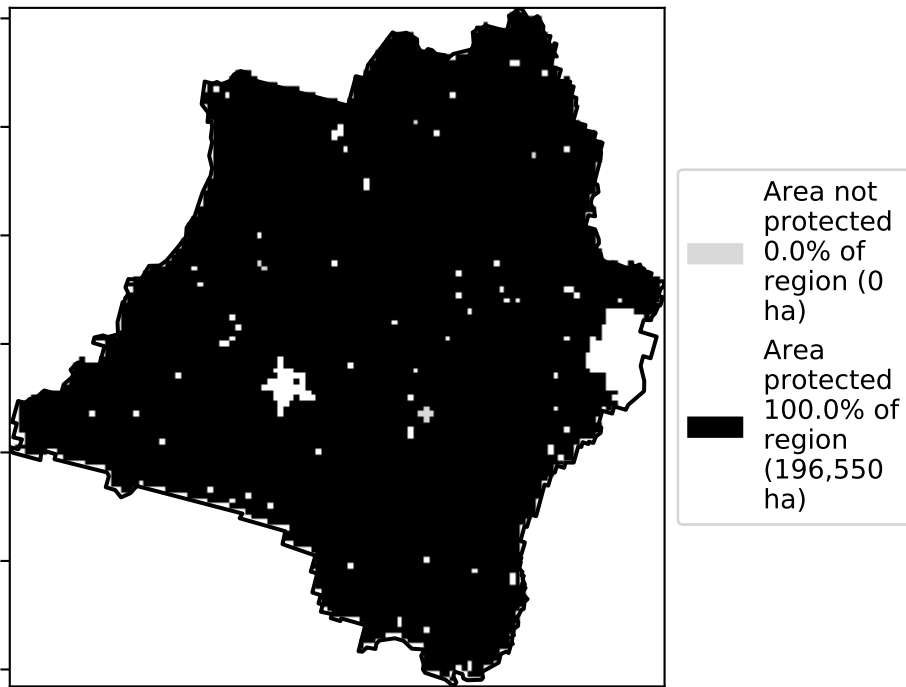 Area not
protected
0.0% of
region (0
ha)
Area
protected
100.0% of
region
(196,550
ha)